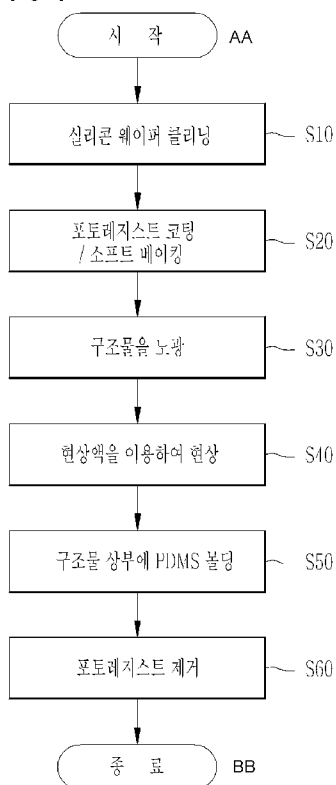 시 작 AA
실리콘 웨이퍼 클리닝 S10
포토레지스트 코팅
/ 소프트 베이킹 S20
구조물을 노광 S30
현상액을 이용하여 현상 S40
구조물 상부에 PDMS 몰딩 S50
포토레지스트 제거 S60
종 료 BB